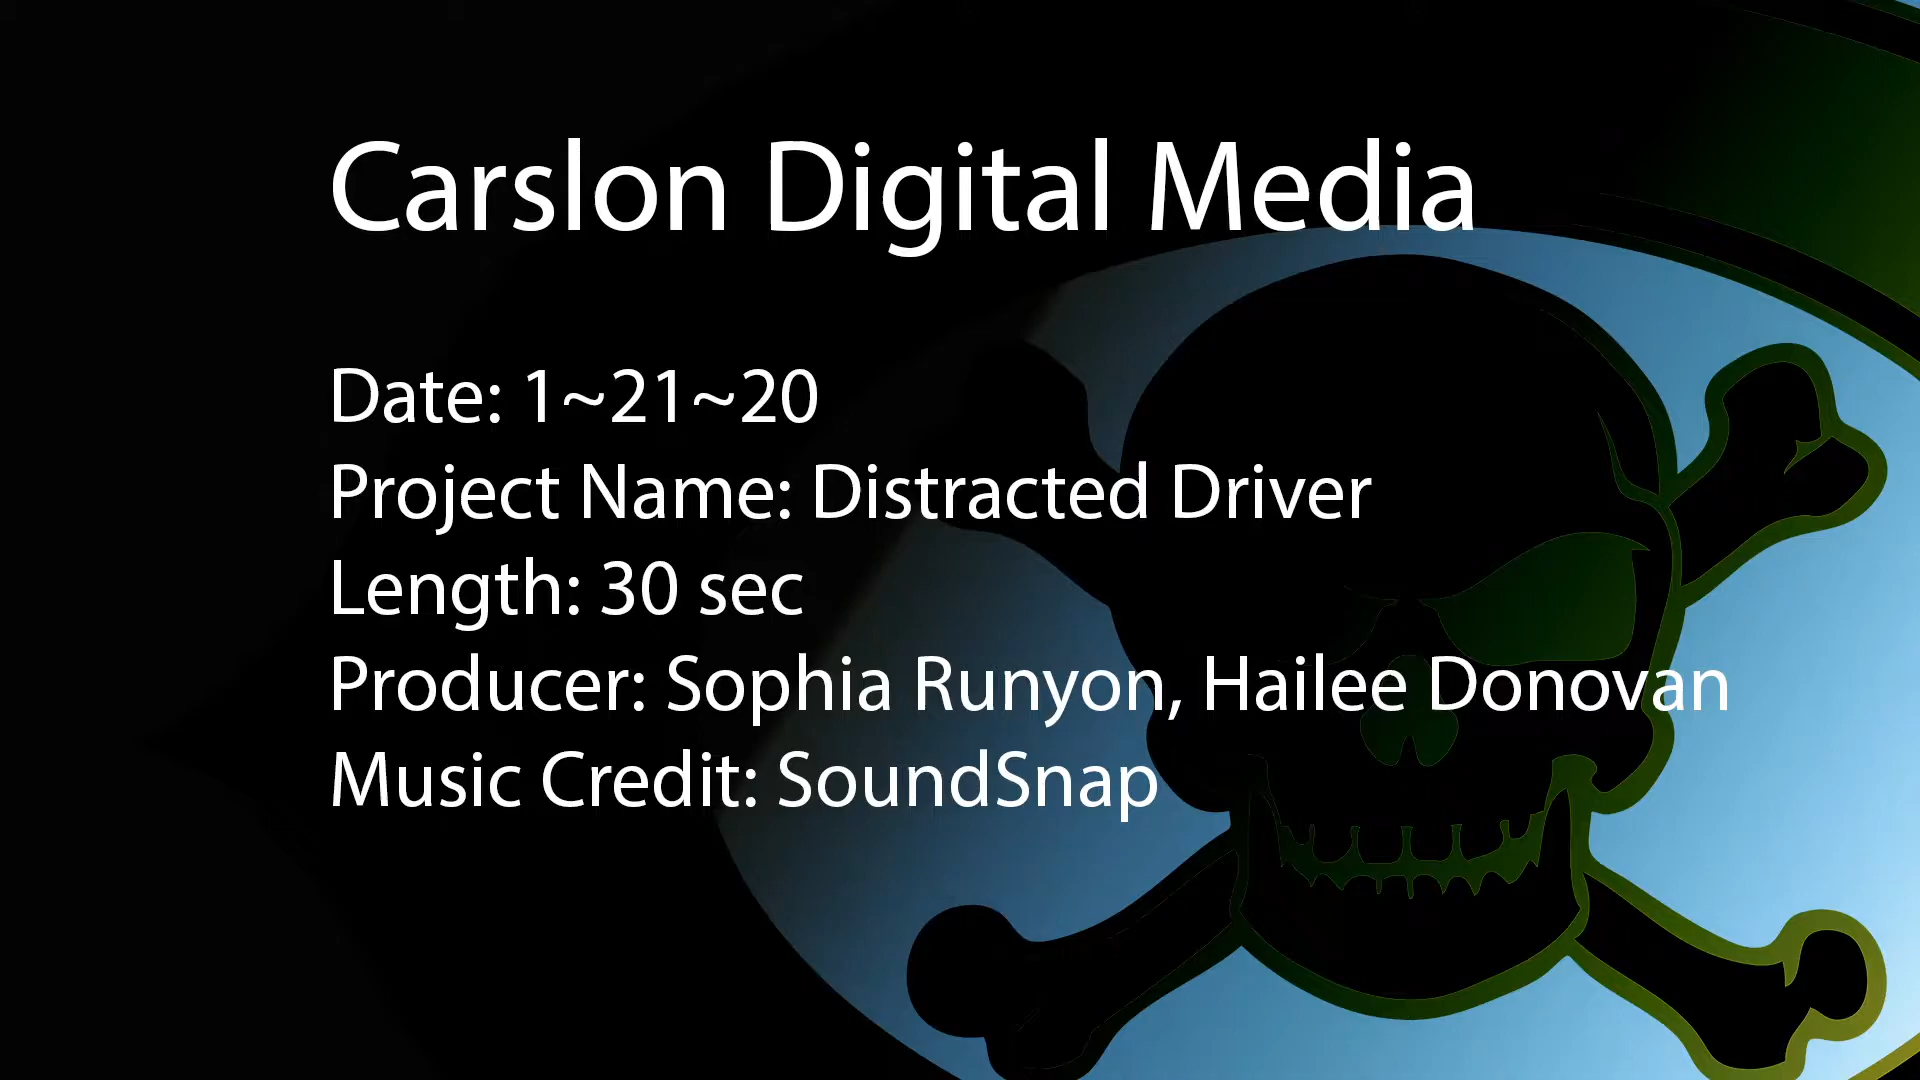 Carslon Digital Media
Date: 1~21~20
Project Name: Distracted Driver
Length: 30 sec
Producer: Sophia Runyon, Hailee Donovan
Music Credit: SoundSnap